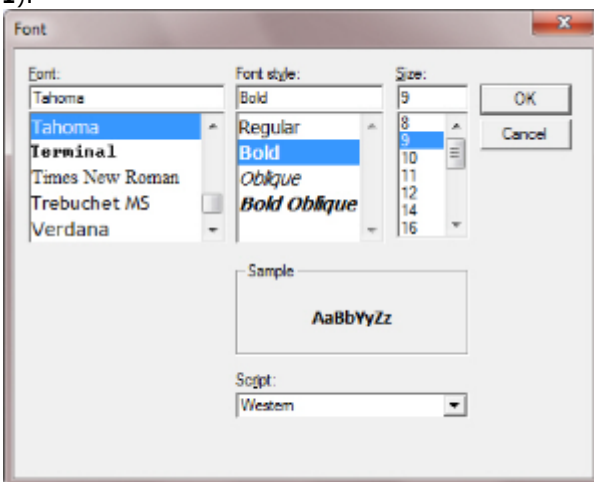 1).
Font
Font:
Tahoma
Tahoma
Terminal
Times New Roman
Trebuchet MS
Verdana
Font style:
Bold
Regular
Bold
Oblique
Bold Oblique
Size:
9
8
9
10
11
12
14
16
OK
Cancel
Sample
AaBbYyZz
Script:
Western